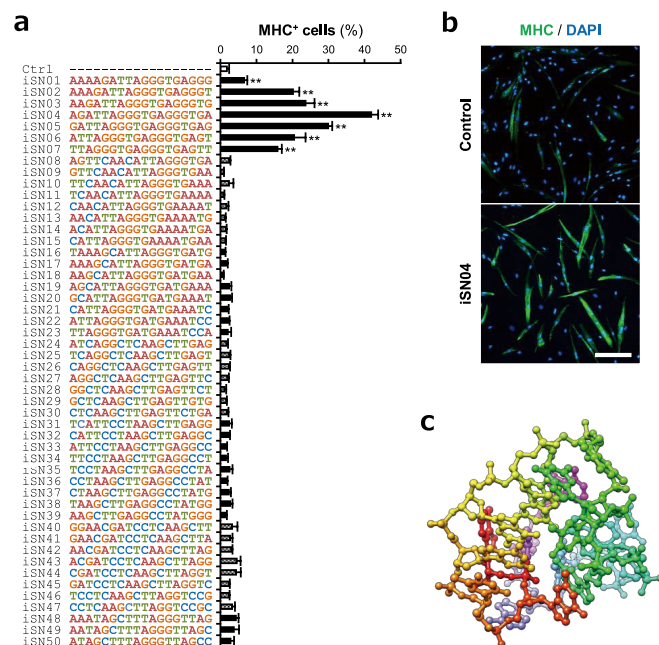 a
MHC+ cells (%)
0 10 20 30 40 50
Ctrl ------------------
iSN01 AAAAGATTAGGGTGAGGG **
iSN02 AAAGATTAGGGTGAGGGT **
iSN03 AAGATTAGGGTGAGGGTG **
iSN04 AGATTAGGGTGAGGGTGA **
iSN05 GATTAGGGTGAGGGTGAG **
iSN06 ATTAGGGTGAGGGTGAGT **
iSN07 TTAGGGTGAGGGTGAGTT **
iSN08 AGTTCAACATTAGGGTGA
iSN09 GTTCAACATTAGGGTGAA
iSN10 TTCAACATTAGGGTGAAA
iSN11 TCAACATTAGGGTGAAAA
iSN12 CAACATTAGGGTGAAAAT
iSN13 AACATTAGGGTGAAAATG
iSN14 ACATTAGGGTGAAAATGA
iSN15 CATTAGGGTGAAAATGAA
iSN16 TAAAGCATTAGGGTGATG
iSN17 AAAGCATTAGGGTGATGA
iSN18 AAGCATTAGGGTGATGAA
iSN19 AGCATTAGGGTGATGAAA
iSN20 GCATTAGGGTGATGAAAT
iSN21 CATTAGGGTGATGAAATC
iSN22 ATTAGGGTGATGAAATCC
iSN23 TTAGGGTGATGAAATCCA
iSN24 ATCAGGCTCAAGCTTGAG
iSN25 TCAGGCTCAAGCTTGAGT
iSN26 CAGGCTCAAGCTTGAGTT
iSN27 AGGCTCAAGCTTGAGTTC
iSN28 GGCTCAAGCTTGAGTTCT
iSN29 GCTCAAGCTTGAGTTCTG
iSN30 CTCAAGCTTGAGTTCTGA
iSN31 TCATTCCTAAGCTTGAGG
iSN32 CATTCCTAAGCTTGAGGC
iSN33 ATTCCTAAGCTTGAGGCC
iSN34 TTCCTAAGCTTGAGGCCT
iSN35 TCCTAAGCTTGAGGCCTA
iSN36 CCTAAGCTTGAGGCCTAT
iSN37 CTAAGCTTGAGGCCTATG
iSN38 TAAGCTTGAGGCCTATGG
iSN39 AAGCTTGAGGCCTATGGG
iSN40 GGAACGATCCTCAAGCTT
iSN41 GAACGATCCTCAAGCTTA
iSN42 AACGATCCTCAAGCTTAG
iSN43 ACGATCCTCAAGCTTAGG
iSN44 CGATCCTCAAGCTTAGGT
iSN45 GATCCTCAAGCTTAGGTC
iSN46 TCCTCAAGCTTAGGTCCG
iSN47 CCTCAAGCTTAGGTCCGC
iSN48 AAATAGCTTTAGGGTTAG
iSN49 AATAGCTTTAGGGTTAGC
iSN50 ATAGCTTTAGGGTTAGCC
b
MHC / DAPI
Control
iSN04
c